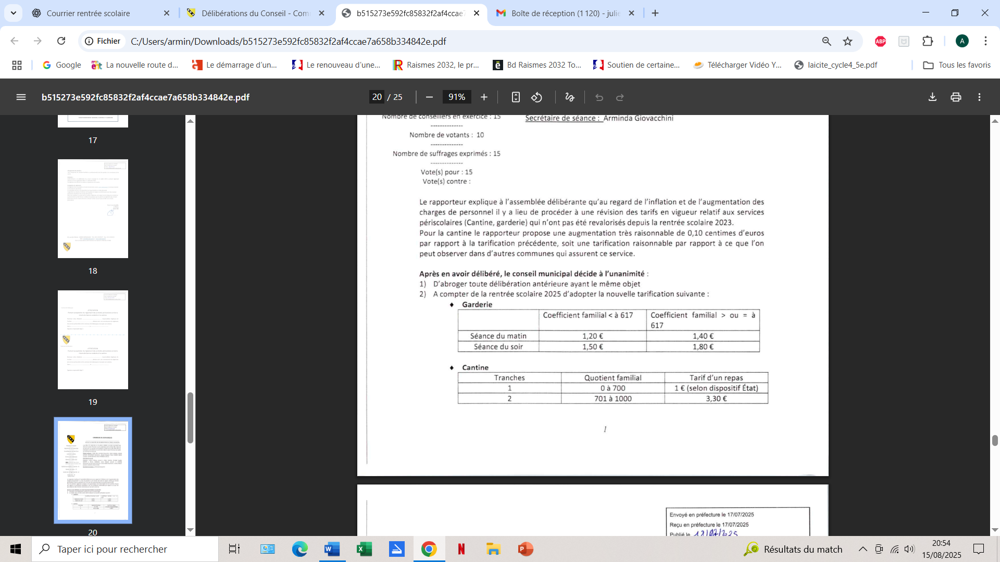 Courrier rentrée scolaire
Délibérations du Conseil - Com
b515273e592fc85832f2af4ccae7
Boîte de réception (1 120) - julie
Fichier
C:/Users/armin/Downloads/b515273e592fc85832f2af4ccae7a658b334842e.pdf
ABP
A
Google
La nouvelle route d...
Le démarrage d'un...
Le renouveau d'une...
Raismes 2032, le pr...
Bd Raismes 2032 To...
Soutien de certaine...
Télécharger Vidéo Y...
laicite_cycle4_5e.pdf
Tous les favoris
b515273e592fc85832f2af4ccae7a658b334842e.pdf
20 / 25
91%
17
18
19
20
Nombre de conseillers en exercice : 15
Secrétaire de séance : Arminda Giovacchini
--------------
Nombre de votants : 10
--------------
Nombre de suffrages exprimés : 15
--------------
Vote(s) pour : 15
Vote(s) contre :
Le rapporteur explique à l'assemblée délibérante qu'au regard de l'inflation et de l'augmentation des
charges de personnel il y a lieu de procéder à une révision des tarifs en vigueur relatif aux services
périscolaires (Cantine, garderie) qui n'ont pas été revalorisés depuis la rentrée scolaire 2023.
Pour la cantine le rapporteur propose une augmentation très raisonnable de 0,10 centimes d'euros
par rapport à la tarification précédente, soit une tarification raisonnable par rapport à ce que l'on
peut observer dans d'autres communes qui assurent ce service.
Après en avoir délibéré, le conseil municipal décide à l'unanimité :
1) D'abroger toute délibération antérieure ayant le même objet
2) A compter de la rentrée scolaire 2025 d'adopter la nouvelle tarification suivante :
♦ Garderie
Coefficient familial < à 617
Coefficient familial > ou = à
617
Séance du matin 1,20 € 1,40 €
Séance du soir 1,50 € 1,80 €
♦ Cantine
Tranches Quotient familial Tarif d'un repas
1 0 à 700 1 € (selon dispositif État)
2 701 à 1000 3,30 €
1
Envoyé en préfecture le 17/07/2025
Reçu en préfecture le 17/07/2025
Publié le
Taper ici pour rechercher
Résultats du match
20:54
15/08/2025